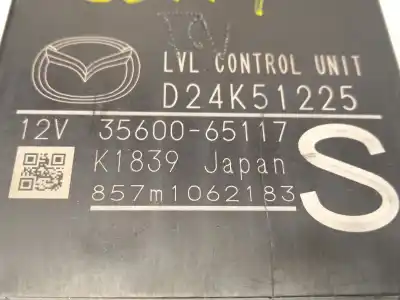 LVL CONTROL UNIT
D24K51225
12V 35600-65117
K1839 Japan
857m1062183
S